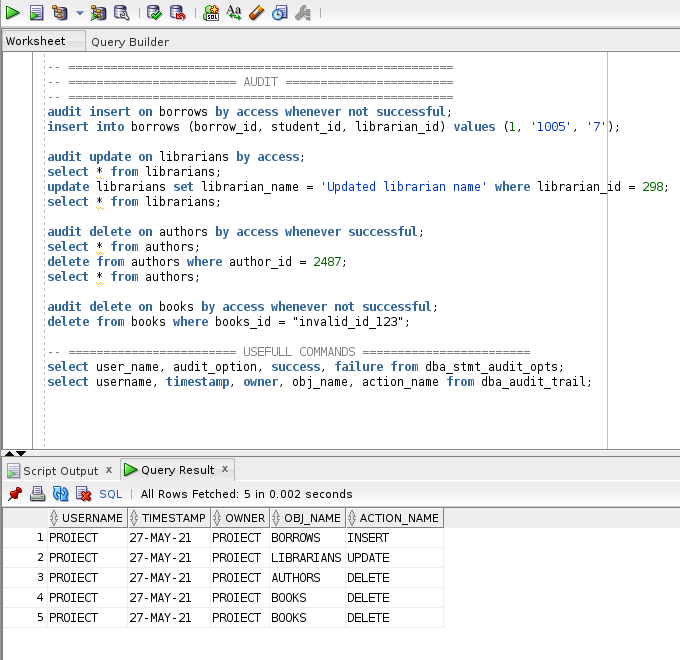 Worksheet Query Builder
-- =======================================================
-- ======================== AUDIT ========================
-- =======================================================
audit insert on borrows by access whenever not successful;
insert into borrows (borrow_id, student_id, librarian_id) values (1, '1005', '7');
audit update on librarians by access;
select * from librarians;
update librarians set librarian_name = 'Updated librarian name' where librarian_id = 298;
select * from librarians;
audit delete on authors by access whenever successful;
select * from authors;
delete from authors where author_id = 2487;
select * from authors;
audit delete on books by access whenever not successful;
delete from books where books_id = "invalid_id_123";
-- ======================== USEFULL COMMANDS ========================
select user_name, audit_option, success, failure from dba_stmt_audit_opts;
select username, timestamp, owner, obj_name, action_name from dba_audit_trail;
Script Output x Query Result x
SQL | All Rows Fetched: 5 in 0.002 seconds
USERNAME TIMESTAMP OWNER OBJ_NAME ACTION_NAME
1 PROIECT 27-MAY-21 PROIECT BORROWS INSERT
2 PROIECT 27-MAY-21 PROIECT LIBRARIANS UPDATE
3 PROIECT 27-MAY-21 PROIECT AUTHORS DELETE
4 PROIECT 27-MAY-21 PROIECT BOOKS DELETE
5 PROIECT 27-MAY-21 PROIECT BOOKS DELETE